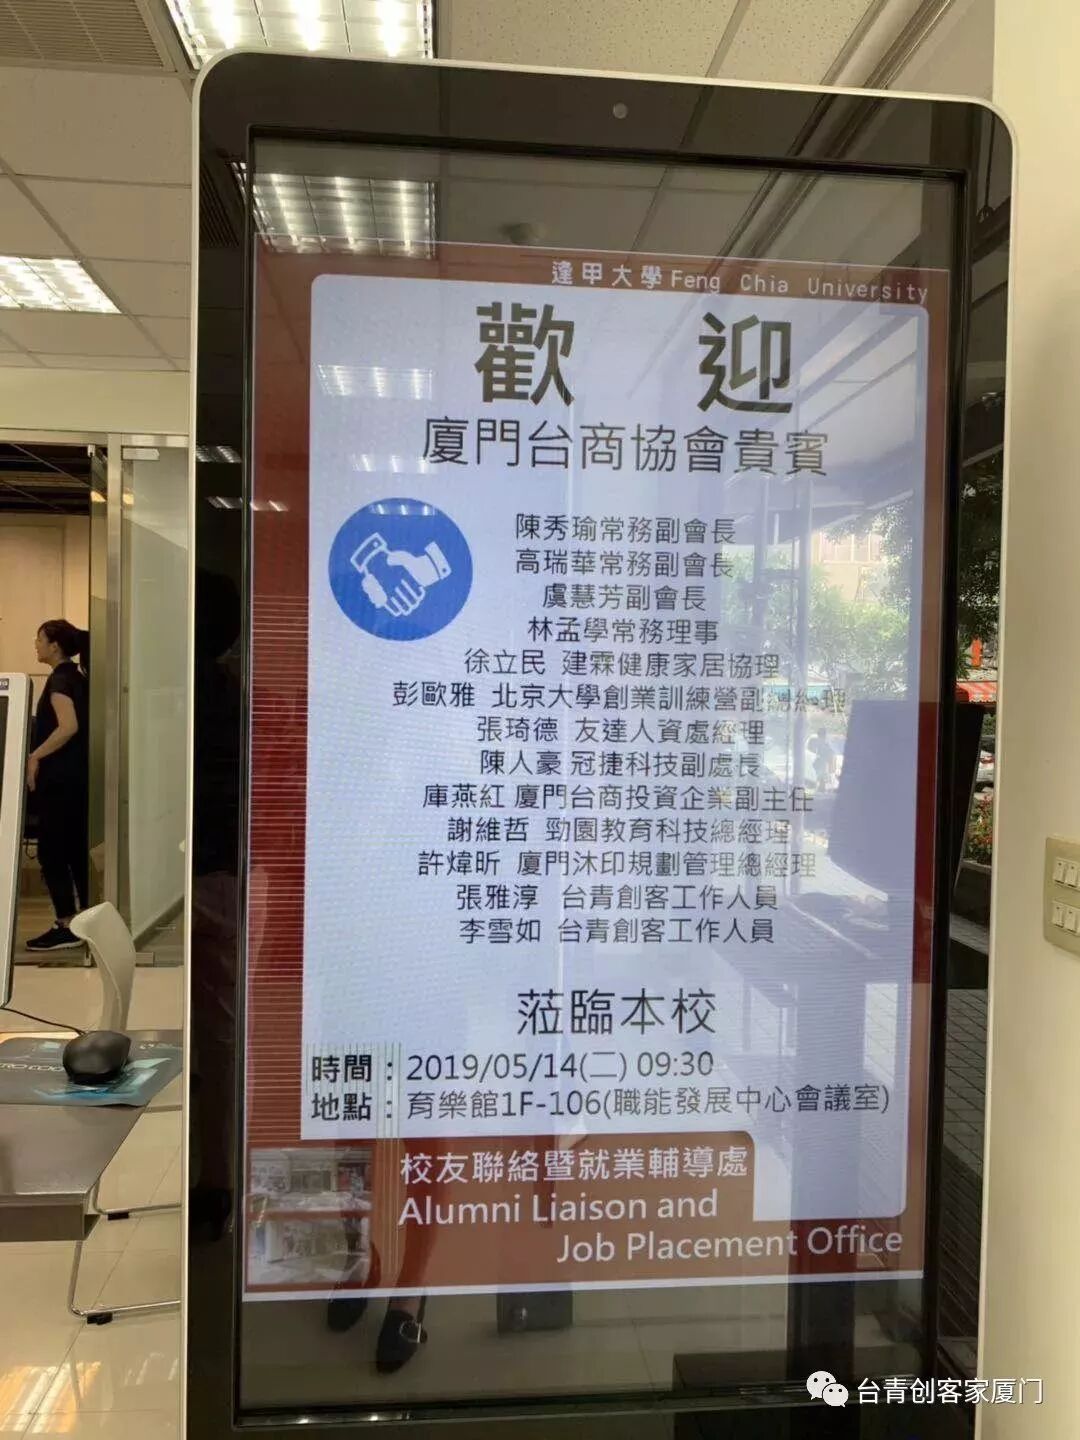 逢甲大學 Feng Chia University
歡 迎
廈門台商協會貴賓
陳秀瑜常務副會長
高瑞華常務副會長
虞慧芳副會長
林孟學常務理事
徐立民 建霖健康家居協理
彭歐雅 北京大學創業訓練營副總經理
張琦德 友達人資處經理
陳人豪 冠捷科技副處長
庫燕紅 廈門台商投資企業副主任
謝維哲 勁園教育科技總經理
許煒昕 廈門沐印規劃管理總經理
張雅淳 台青創客工作人員
李雪如 台青創客工作人員
蒞臨本校
時間：2019/05/14(二) 09:30
地點：育樂館1F-106(職能發展中心會議室)
校友聯絡暨就業輔導處
Alumni Liaison and
Job Placement Office
台青创客家厦门